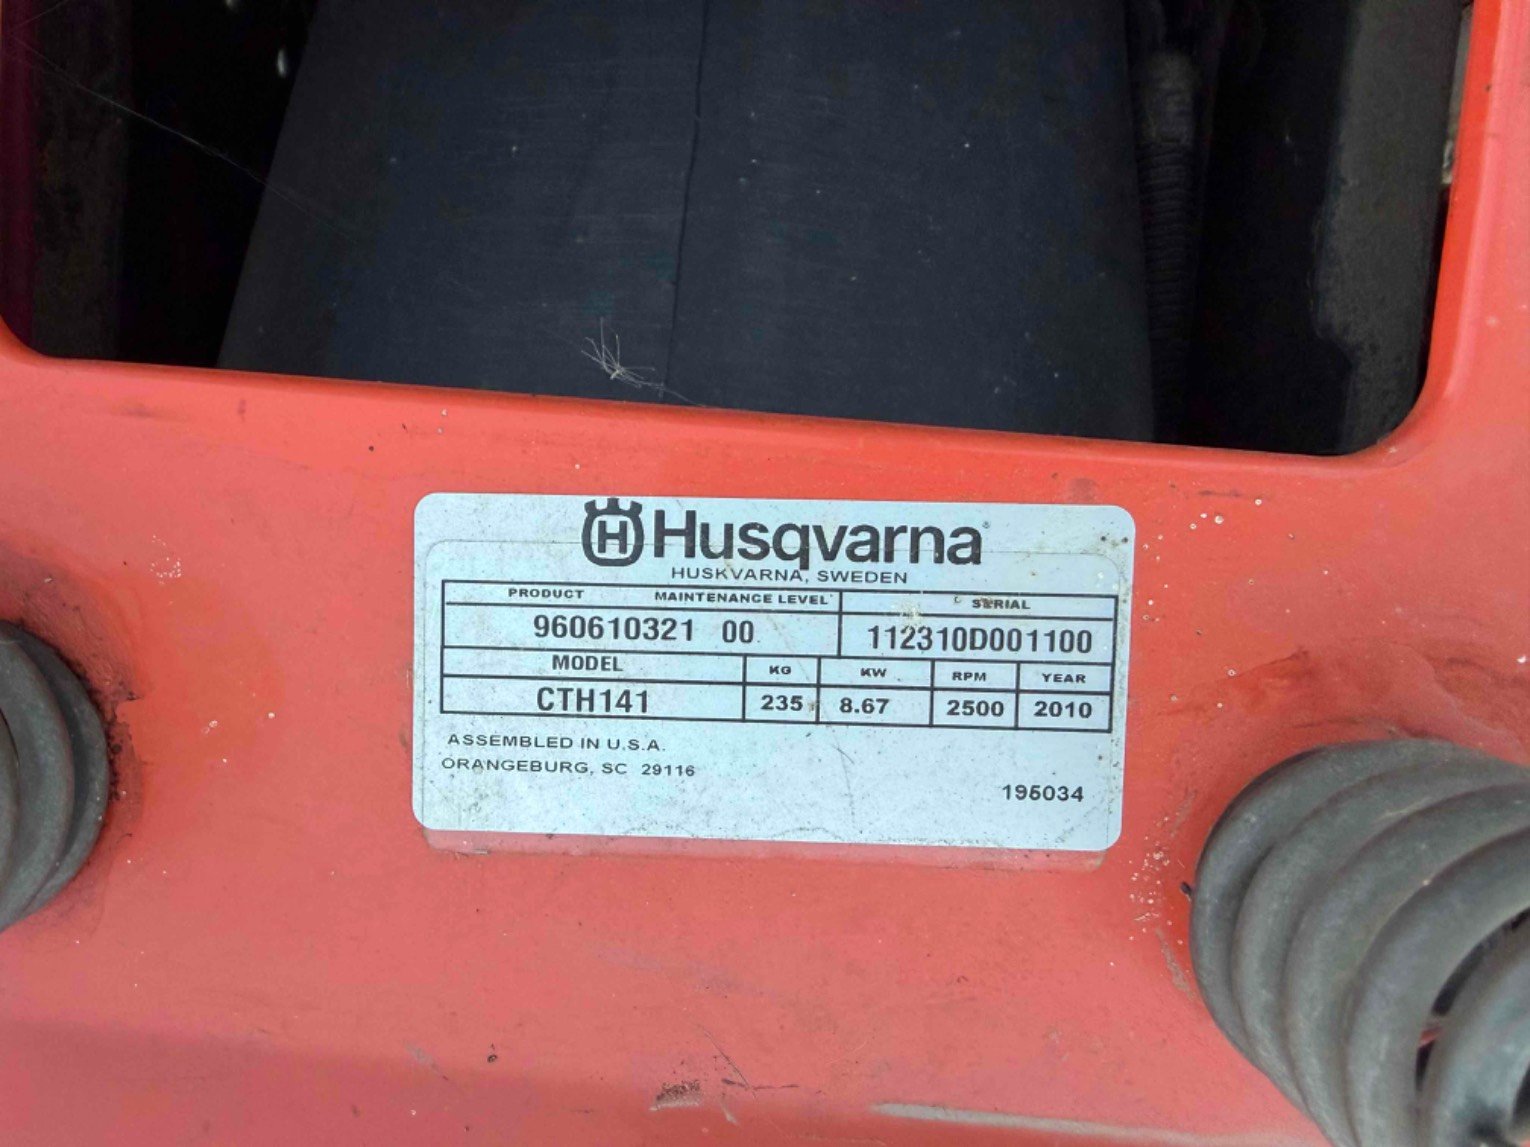 Husqvarna
HUSKVARNA, SWEDEN
PRODUCT MAINTENANCE LEVEL SERIAL
960610321 00 112310D001100
MODEL KG KW RPM YEAR
CTH141 235 8.67 2500 2010
ASSEMBLED IN U.S.A.
ORANGEBURG, SC 29116
195034